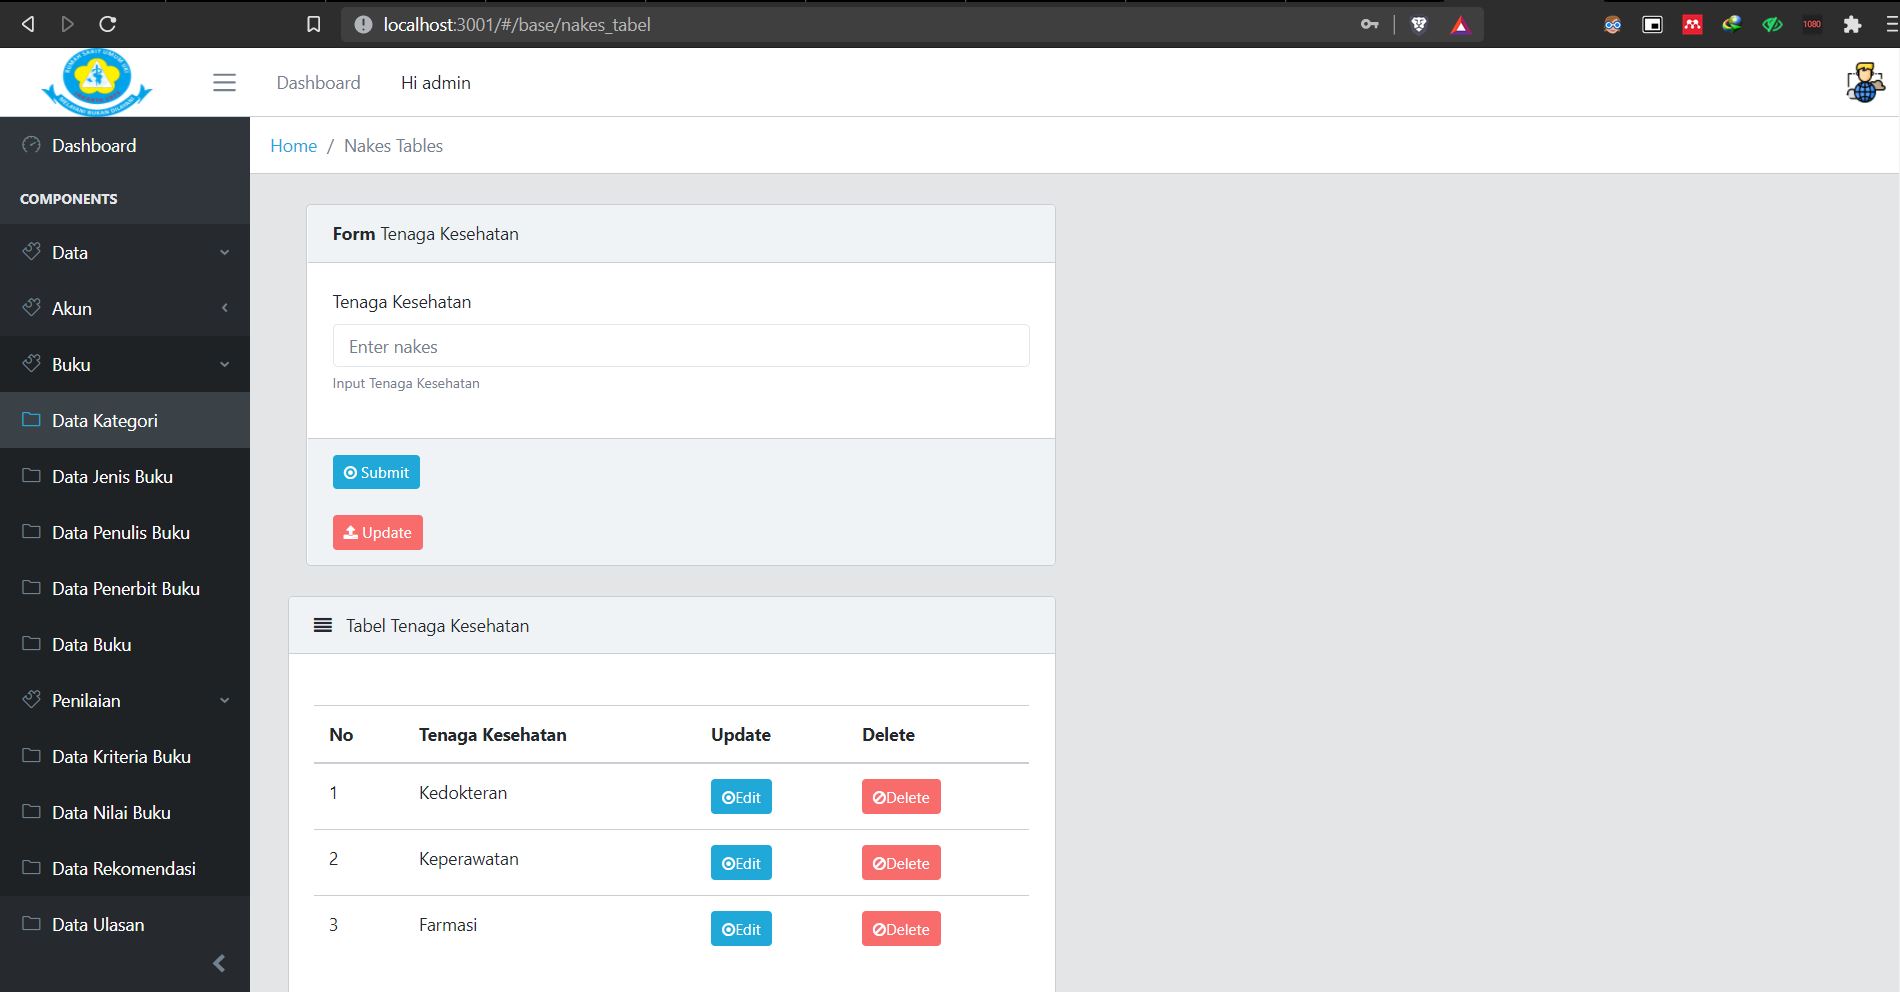 localhost:3001/#/base/nakes_tabel
1080
Dashboard
Hi admin
Dashboard
COMPONENTS
Data
Akun
Buku
Data Kategori
Data Jenis Buku
Data Penulis Buku
Data Penerbit Buku
Data Buku
Penilaian
Data Kriteria Buku
Data Nilai Buku
Data Rekomendasi
Data Ulasan
Home / Nakes Tables
Form Tenaga Kesehatan
Tenaga Kesehatan
Enter nakes
Input Tenaga Kesehatan
Submit
Update
Tabel Tenaga Kesehatan
No Tenaga Kesehatan Update Delete
1 Kedokteran Edit Delete
2 Keperawatan Edit Delete
3 Farmasi Edit Delete